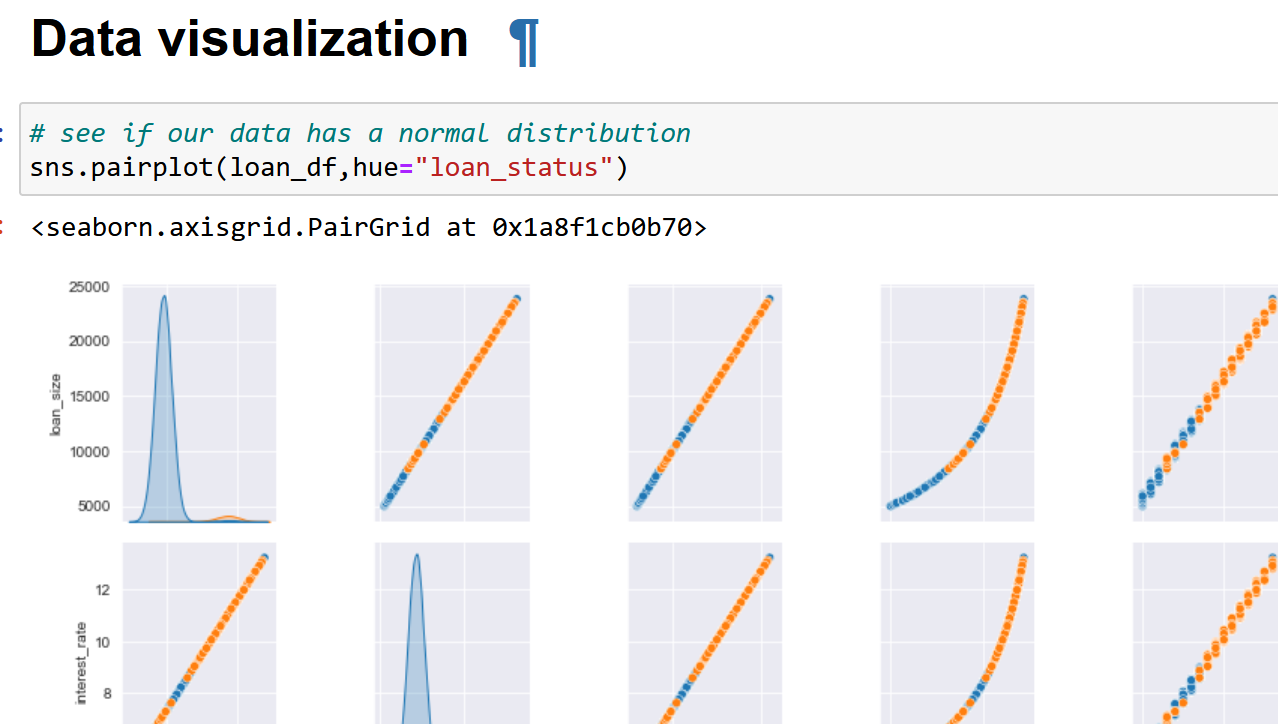 Data visualization ¶
:
# see if our data has a normal distribution
sns.pairplot(loan_df,hue="loan_status")
:
<seaborn.axisgrid.PairGrid at 0x1a8f1cb0b70>
25000
20000
15000
10000
5000
loan_size
12
10
8
interest_rate